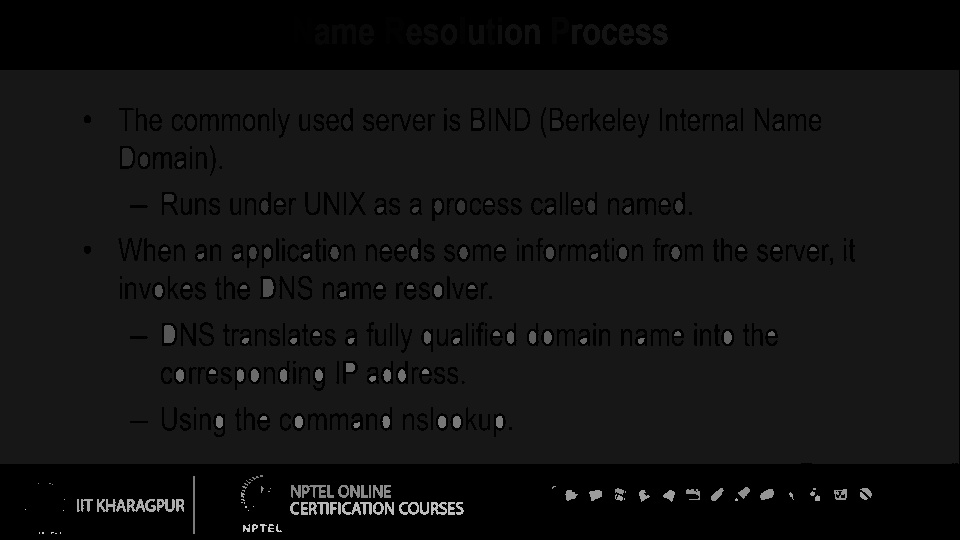 Name Resolution Process
• The commonly used server is BIND (Berkeley Internal Name
Domain).
– Runs under UNIX as a process called named.
• When an application needs some information from the server, it
invokes the DNS name resolver.
– DNS translates a fully qualified domain name into the
corresponding IP address.
– Using the command nslookup.
IIT KHARAGPUR
NPTEL ONLINE
CERTIFICATION COURSES
NPTEL